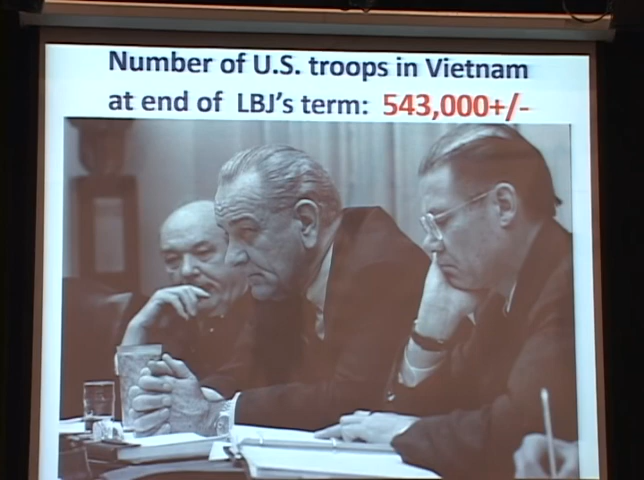 Number of U.S. troops in Vietnam
at end of LBJ's term: 543,000+/-